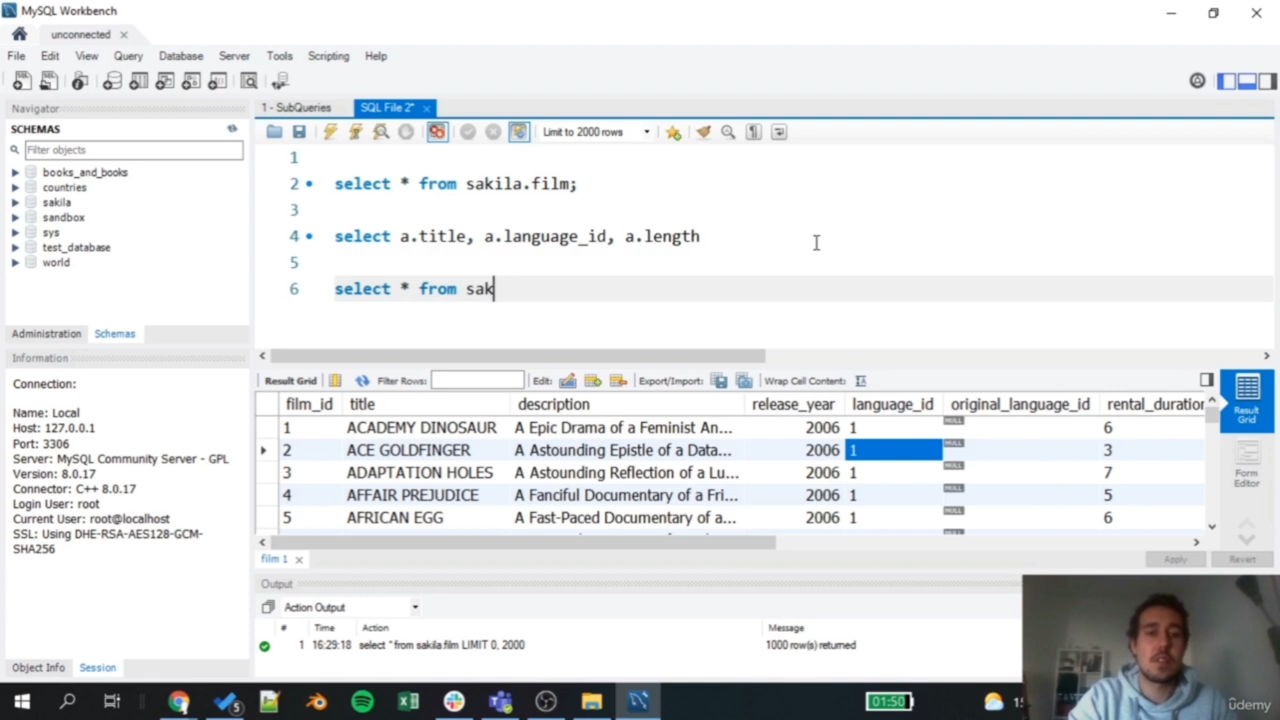 MySQL Workbench
unconnected
File Edit View Query Database Server Tools Scripting Help
Navigator
SCHEMAS
Filter objects
books_and_books
countries
sakila
sandbox
sys
test_database
world
Administration Schemas
Information
Connection:
Name: Local
Host: 127.0.0.1
Port: 3306
Server: MySQL Community Server - GPL
Version: 8.0.17
Connector: C++ 8.0.17
Login User: root
Current User: root@localhost
SSL: Using DHE-RSA-AES128-GCM-
SHA256
Object Info Session
1 - SubQueries SQL File 2*
Limit to 2000 rows
1
2 select * from sakila.film;
3
4 select a.title, a.language_id, a.length
5
6 select * from sak
Result Grid Filter Rows: Edit: Export/Import: Wrap Cell Content:
film_id title description release_year language_id original_language_id rental_duration
1 ACADEMY DINOSAUR A Epic Drama of a Feminist An... 2006 1 NULL 6
2 ACE GOLDFINGER A Astounding Epistle of a Data... 2006 1 NULL 3
3 ADAPTATION HOLES A Astounding Reflection of a Lu... 2006 1 NULL 7
4 AFFAIR PREJUDICE A Fanciful Documentary of a Fri... 2006 1 NULL 5
5 AFRICAN EGG A Fast-Paced Documentary of a... 2006 1 NULL 6
Result
Grid
Form
Editor
film 1 Apply Revert
Output
Action Output
# Time Action Message
1 16:29:18 select * from sakila.film LIMIT 0, 2000 1000 row(s) returned
5
01:50
ûdemy